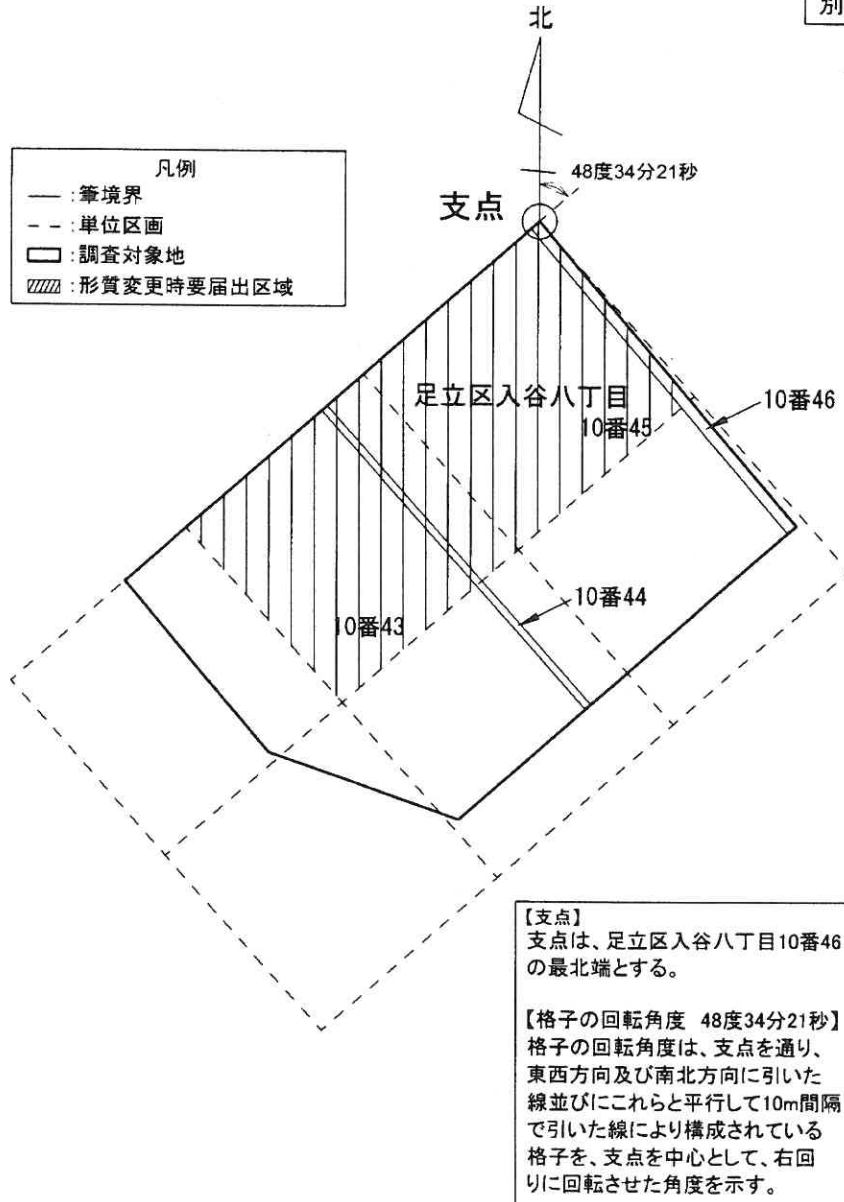 別
北
48度34分21秒
支点
凡例
：筆境界
：単位区画
：調査対象地
：形質変更時要届出区域
足立区入谷八丁目
10番45
10番46
10番44
10番43
【支点】
支点は、足立区入谷八丁目10番46
の最北端とする。
【格子の回転角度 48度34分21秒】
格子の回転角度は、支点を通り、
東西方向及び南北方向に引いた
線並びにこれらと平行して10m間隔
で引いた線により構成されている
格子を、支点を中心として、右回
りに回転させた角度を示す。